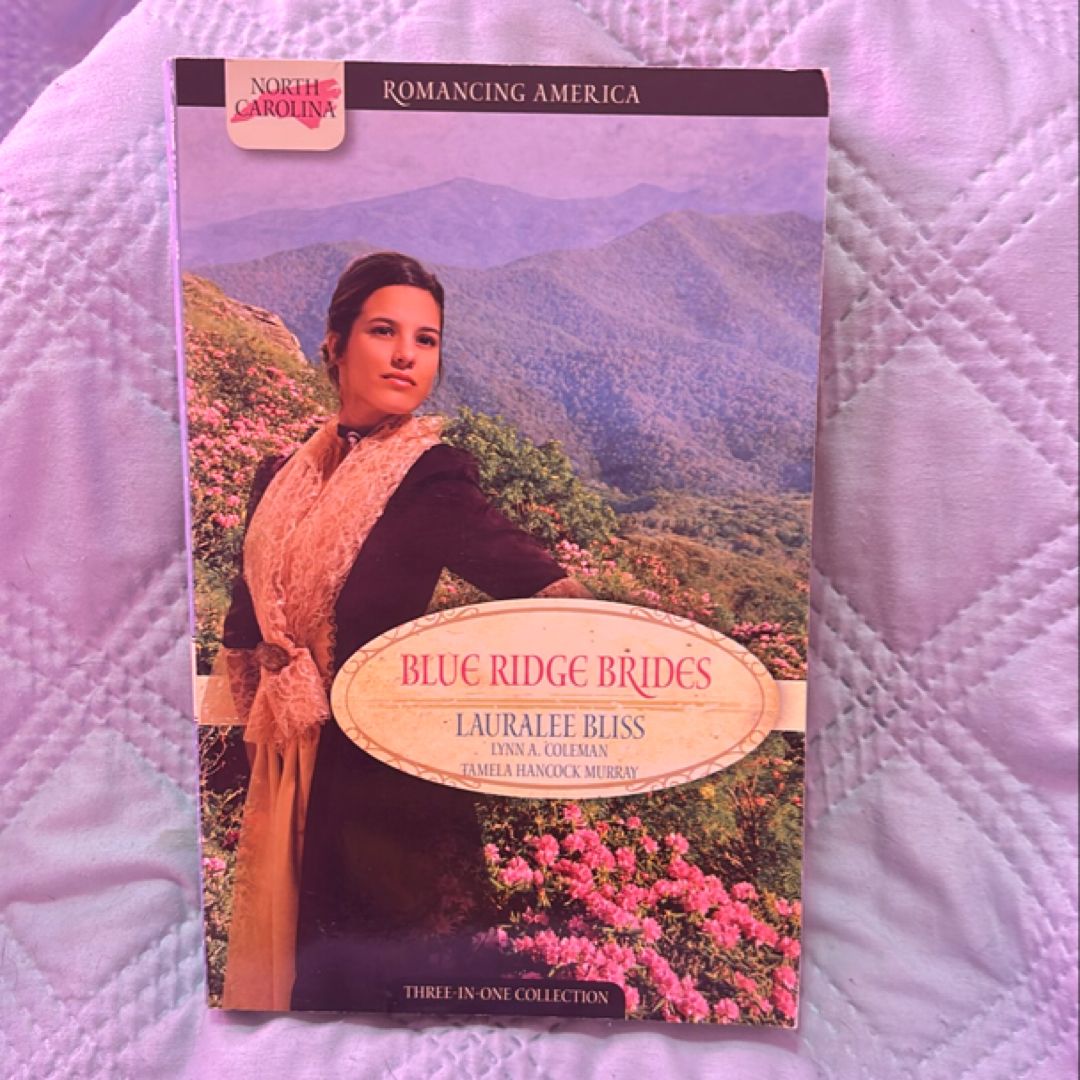 NORTH
CAROLINA
ROMANCING AMERICA
BLUE RIDGE BRIDES
LAURALEE BLISS
LYNN A. COLEMAN
TAMELA HANCOCK MURRAY
THREE-IN-ONE COLLECTION